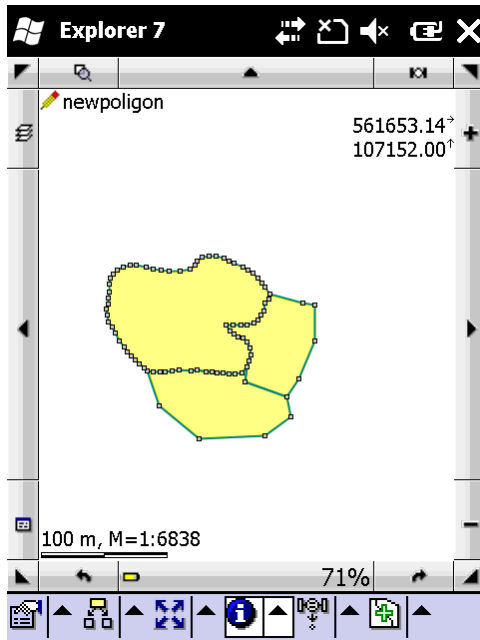 Explorer 7
newpoligon
561653.14
107152.00
100 m, M=1:6838
71%